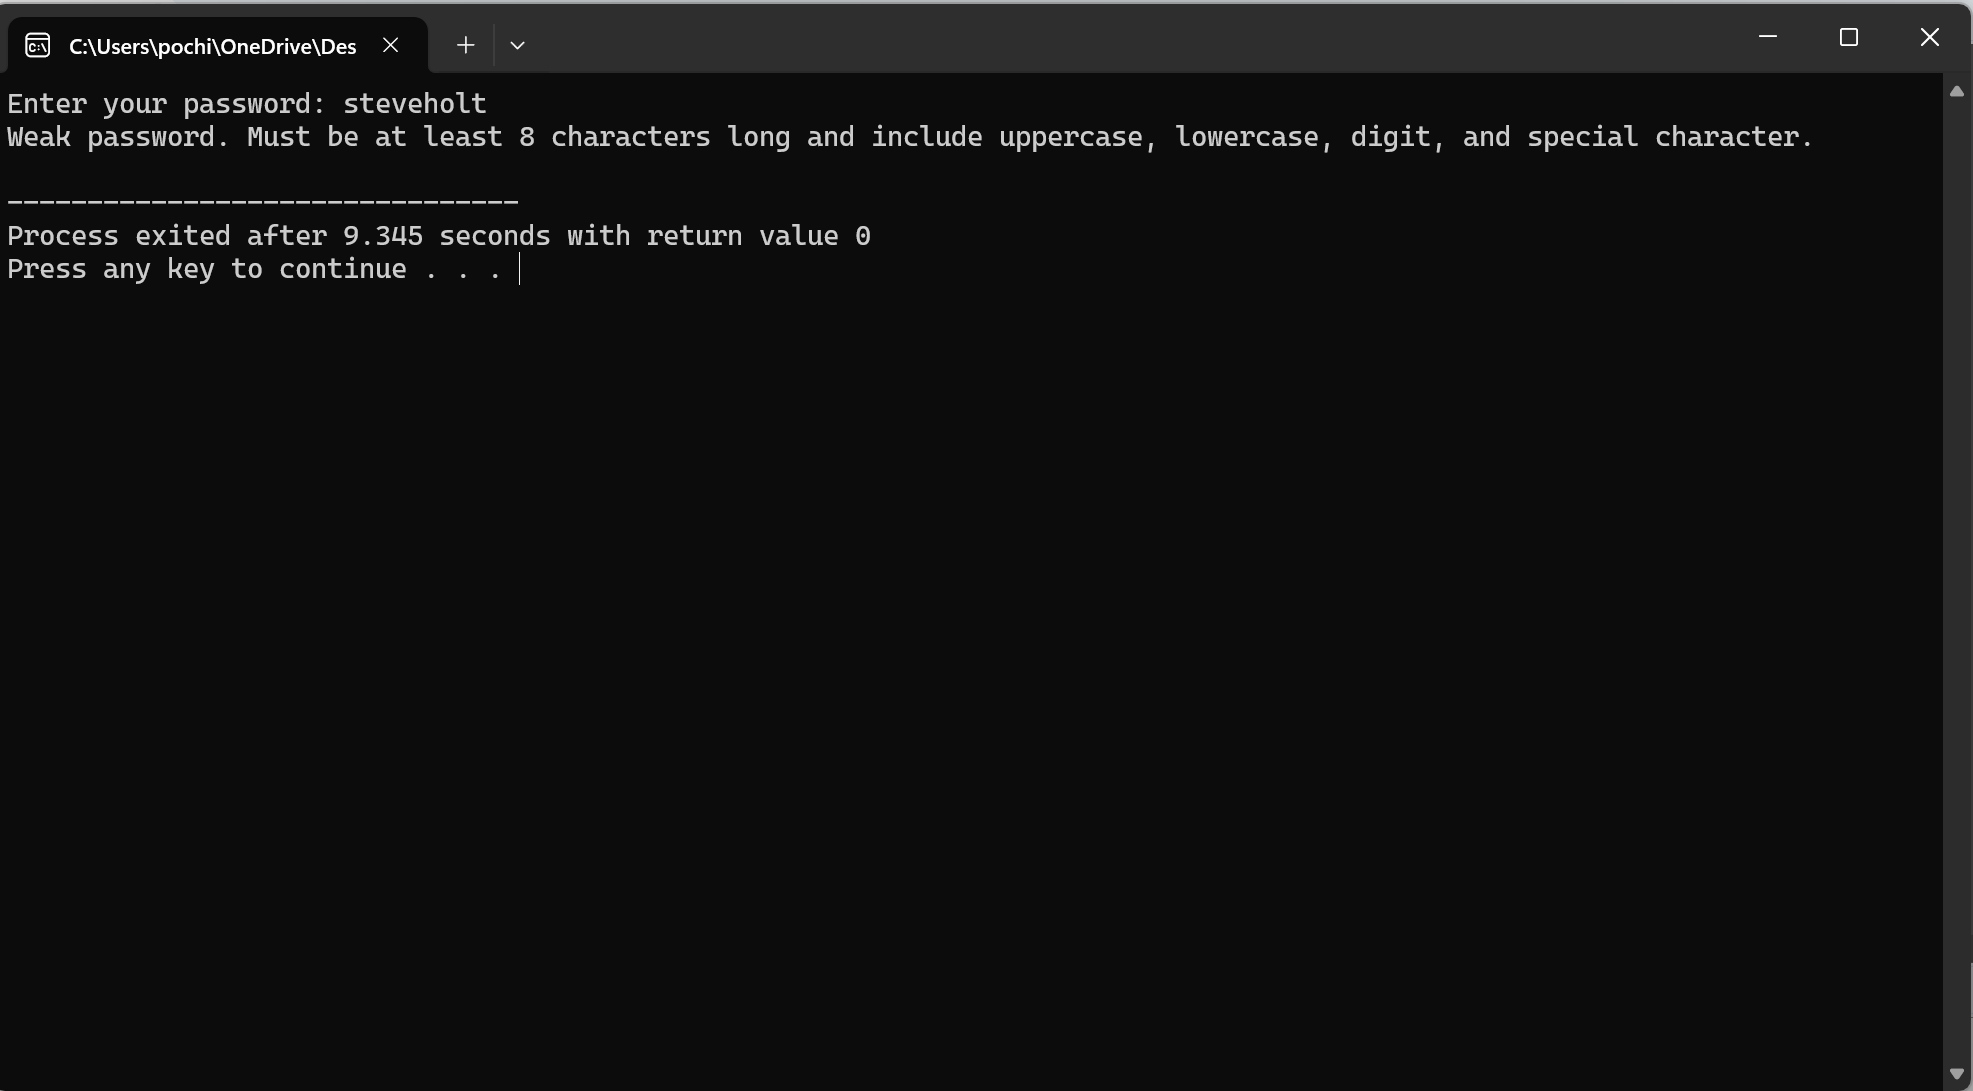 C:\Users\pochi\OneDrive\Des
Enter your password: steveholt
Weak password. Must be at least 8 characters long and include uppercase, lowercase, digit, and special character.
--------------------------------
Process exited after 9.345 seconds with return value 0
Press any key to continue . . .